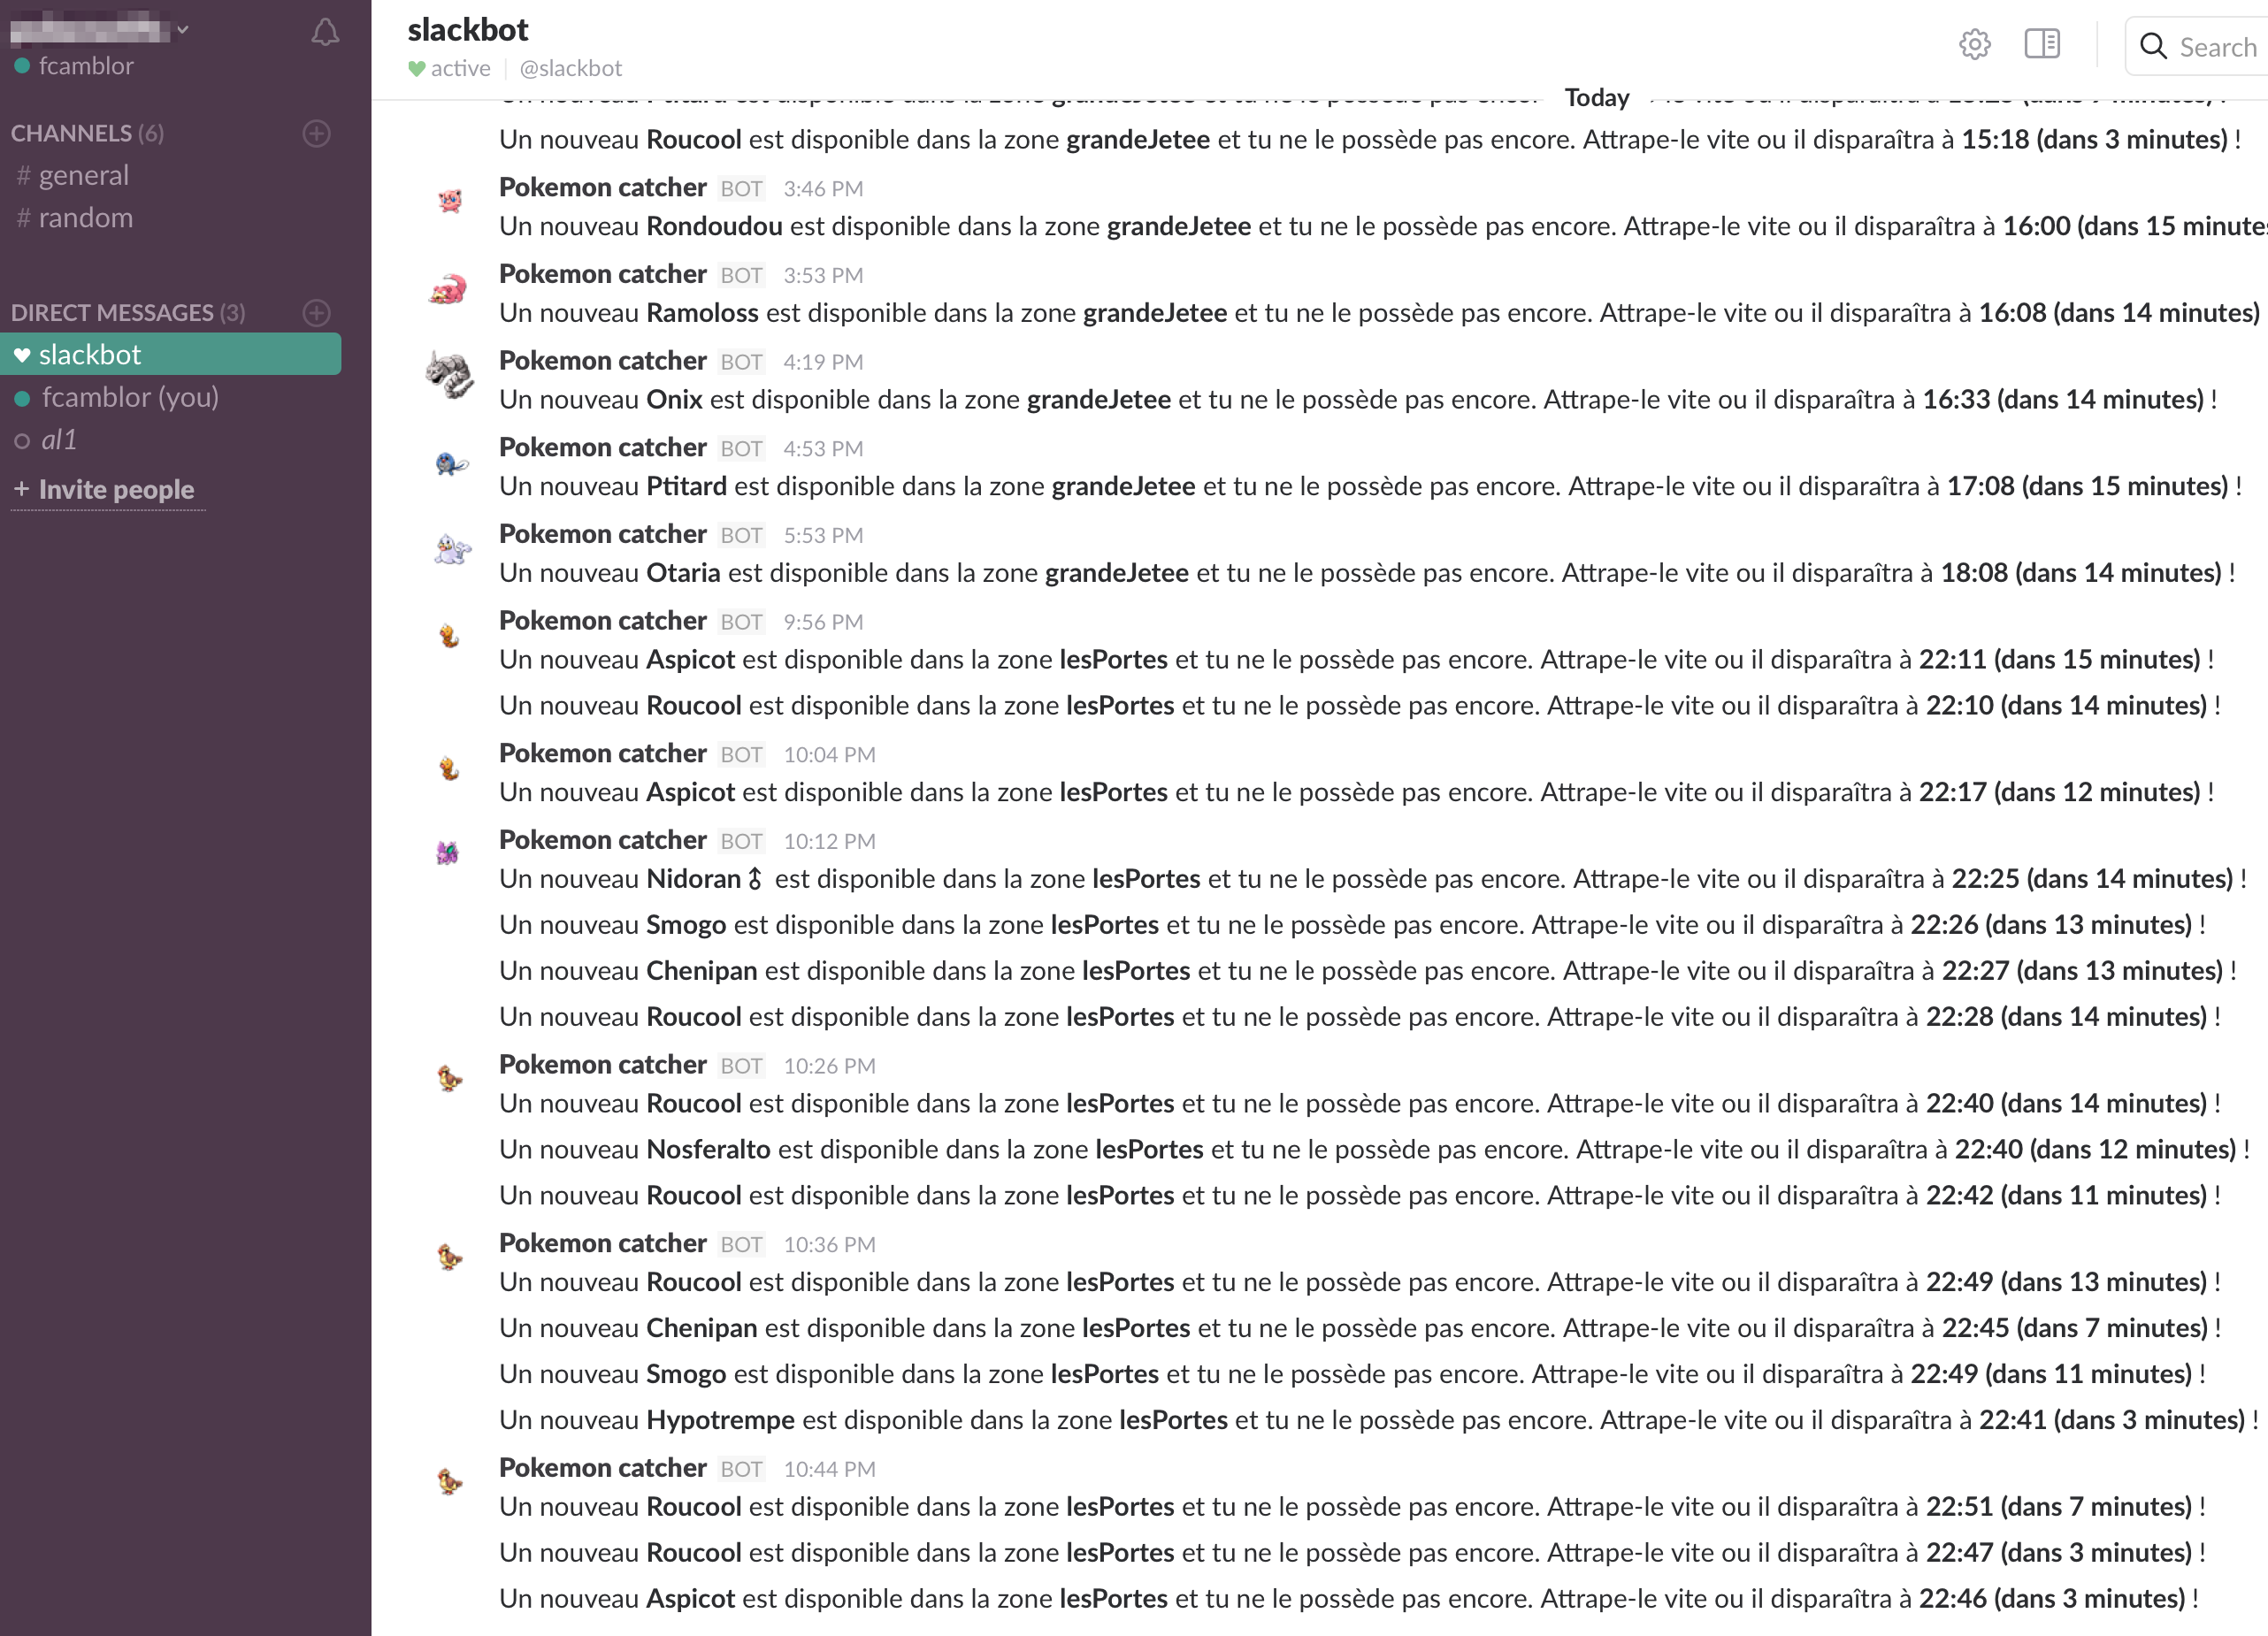 fcamblor
CHANNELS (6)
# general
# random
DIRECT MESSAGES (3)
slackbot
fcamblor (you)
al1
+ Invite people
slackbot
active | @slackbot
Search
Today
Un nouveau Roucool est disponible dans la zone grandeJetee et tu ne le possède pas encore. Attrape-le vite ou il disparaîtra à 15:18 (dans 3 minutes) !
Pokemon catcher BOT 3:46 PM
Un nouveau Rondoudou est disponible dans la zone grandeJetee et tu ne le possède pas encore. Attrape-le vite ou il disparaîtra à 16:00 (dans 15 minutes
Pokemon catcher BOT 3:53 PM
Un nouveau Ramoloss est disponible dans la zone grandeJetee et tu ne le possède pas encore. Attrape-le vite ou il disparaîtra à 16:08 (dans 14 minutes)
Pokemon catcher BOT 4:19 PM
Un nouveau Onix est disponible dans la zone grandeJetee et tu ne le possède pas encore. Attrape-le vite ou il disparaîtra à 16:33 (dans 14 minutes) !
Pokemon catcher BOT 4:53 PM
Un nouveau Ptitard est disponible dans la zone grandeJetee et tu ne le possède pas encore. Attrape-le vite ou il disparaîtra à 17:08 (dans 15 minutes) !
Pokemon catcher BOT 5:53 PM
Un nouveau Otaria est disponible dans la zone grandeJetee et tu ne le possède pas encore. Attrape-le vite ou il disparaîtra à 18:08 (dans 14 minutes) !
Pokemon catcher BOT 9:56 PM
Un nouveau Aspicot est disponible dans la zone lesPortes et tu ne le possède pas encore. Attrape-le vite ou il disparaîtra à 22:11 (dans 15 minutes) !
Un nouveau Roucool est disponible dans la zone lesPortes et tu ne le possède pas encore. Attrape-le vite ou il disparaîtra à 22:10 (dans 14 minutes) !
Pokemon catcher BOT 10:04 PM
Un nouveau Aspicot est disponible dans la zone lesPortes et tu ne le possède pas encore. Attrape-le vite ou il disparaîtra à 22:17 (dans 12 minutes) !
Pokemon catcher BOT 10:12 PM
Un nouveau Nidoran⚦ est disponible dans la zone lesPortes et tu ne le possède pas encore. Attrape-le vite ou il disparaîtra à 22:25 (dans 14 minutes) !
Un nouveau Smogo est disponible dans la zone lesPortes et tu ne le possède pas encore. Attrape-le vite ou il disparaîtra à 22:26 (dans 13 minutes) !
Un nouveau Chenipan est disponible dans la zone lesPortes et tu ne le possède pas encore. Attrape-le vite ou il disparaîtra à 22:27 (dans 13 minutes) !
Un nouveau Roucool est disponible dans la zone lesPortes et tu ne le possède pas encore. Attrape-le vite ou il disparaîtra à 22:28 (dans 14 minutes) !
Pokemon catcher BOT 10:26 PM
Un nouveau Roucool est disponible dans la zone lesPortes et tu ne le possède pas encore. Attrape-le vite ou il disparaîtra à 22:40 (dans 14 minutes) !
Un nouveau Nosferalto est disponible dans la zone lesPortes et tu ne le possède pas encore. Attrape-le vite ou il disparaîtra à 22:40 (dans 12 minutes) !
Un nouveau Roucool est disponible dans la zone lesPortes et tu ne le possède pas encore. Attrape-le vite ou il disparaîtra à 22:42 (dans 11 minutes) !
Pokemon catcher BOT 10:36 PM
Un nouveau Roucool est disponible dans la zone lesPortes et tu ne le possède pas encore. Attrape-le vite ou il disparaîtra à 22:49 (dans 13 minutes) !
Un nouveau Chenipan est disponible dans la zone lesPortes et tu ne le possède pas encore. Attrape-le vite ou il disparaîtra à 22:45 (dans 7 minutes) !
Un nouveau Smogo est disponible dans la zone lesPortes et tu ne le possède pas encore. Attrape-le vite ou il disparaîtra à 22:49 (dans 11 minutes) !
Un nouveau Hypotrempe est disponible dans la zone lesPortes et tu ne le possède pas encore. Attrape-le vite ou il disparaîtra à 22:41 (dans 3 minutes) !
Pokemon catcher BOT 10:44 PM
Un nouveau Roucool est disponible dans la zone lesPortes et tu ne le possède pas encore. Attrape-le vite ou il disparaîtra à 22:51 (dans 7 minutes) !
Un nouveau Roucool est disponible dans la zone lesPortes et tu ne le possède pas encore. Attrape-le vite ou il disparaîtra à 22:47 (dans 3 minutes) !
Un nouveau Aspicot est disponible dans la zone lesPortes et tu ne le possède pas encore. Attrape-le vite ou il disparaîtra à 22:46 (dans 3 minutes) !